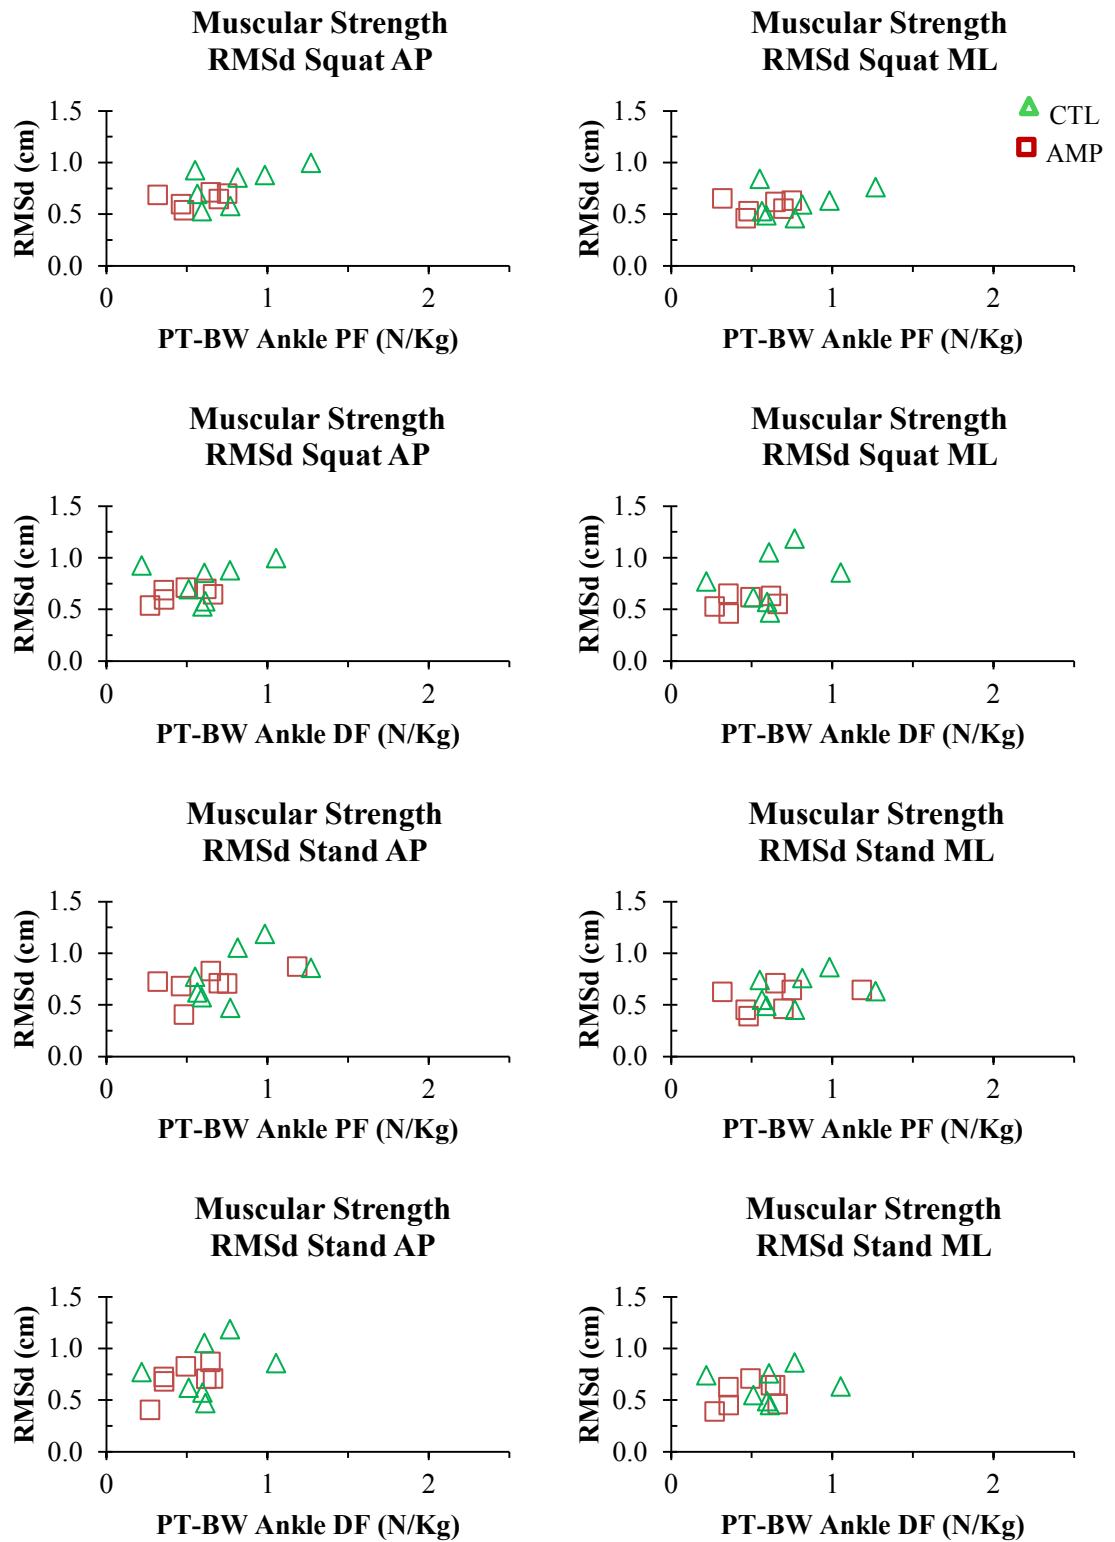 Muscular Strength
RMSd Squat AP
RMSd (cm)
1.5
1.0
0.5
0.0
0 1 2
PT-BW Ankle PF (N/Kg)
Muscular Strength
RMSd Squat ML
CTL
AMP
RMSd (cm)
1.5
1.0
0.5
0.0
0 1 2
PT-BW Ankle PF (N/Kg)
Muscular Strength
RMSd Squat AP
RMSd (cm)
1.5
1.0
0.5
0.0
0 1 2
PT-BW Ankle DF (N/Kg)
Muscular Strength
RMSd Squat ML
RMSd (cm)
1.5
1.0
0.5
0.0
0 1 2
PT-BW Ankle DF (N/Kg)
Muscular Strength
RMSd Stand AP
RMSd (cm)
1.5
1.0
0.5
0.0
0 1 2
PT-BW Ankle PF (N/Kg)
Muscular Strength
RMSd Stand ML
RMSd (cm)
1.5
1.0
0.5
0.0
0 1 2
PT-BW Ankle PF (N/Kg)
Muscular Strength
RMSd Stand AP
RMSd (cm)
1.5
1.0
0.5
0.0
0 1 2
PT-BW Ankle DF (N/Kg)
Muscular Strength
RMSd Stand ML
RMSd (cm)
1.5
1.0
0.5
0.0
0 1 2
PT-BW Ankle DF (N/Kg)